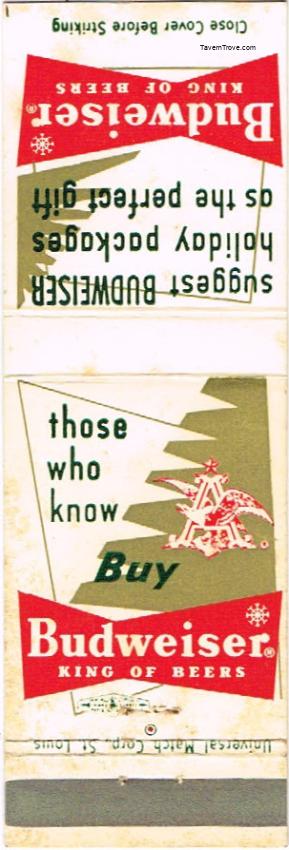 TavernTrove.com
suggest BUDWEISER
holiday packages
as the perfect gift
Budweiser®
KING OF BEERS
Close Cover Before Striking
those
who
know
Buy
Budweiser®
KING OF BEERS
Universal Match Corp., St. Louis